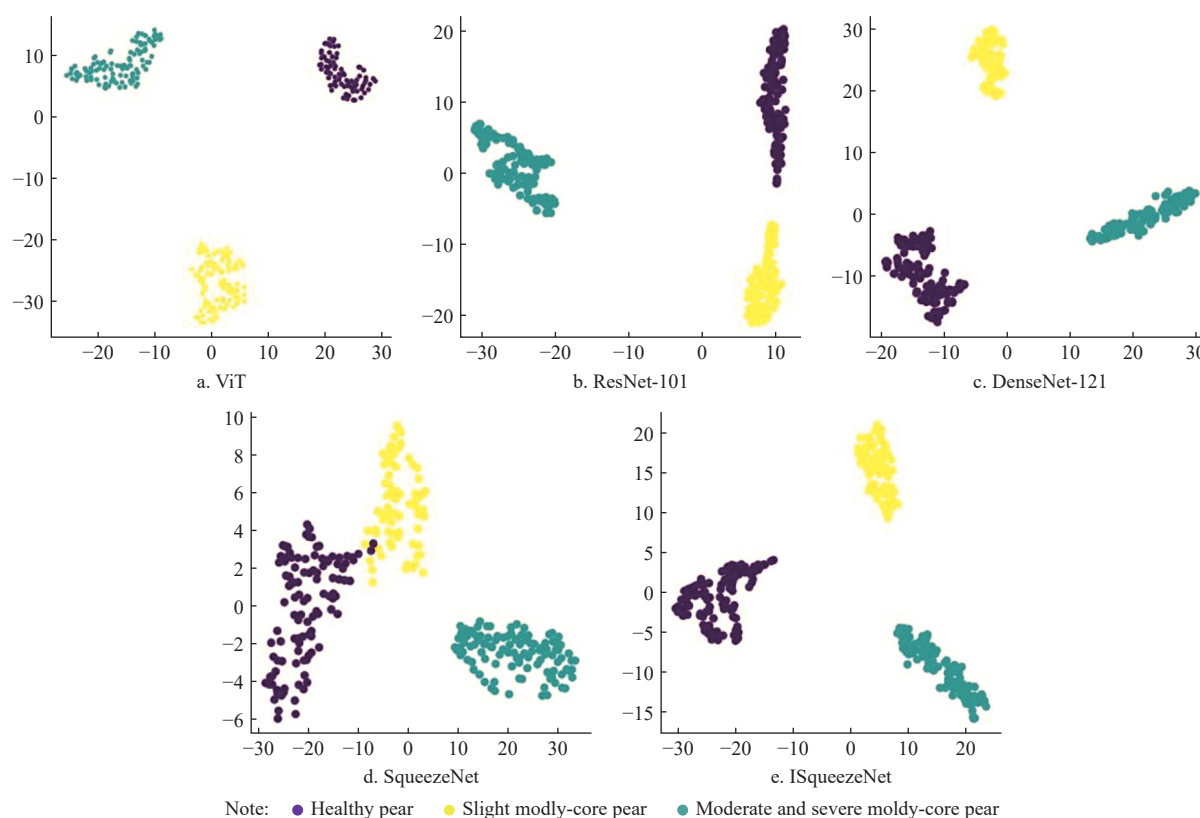 10
0
−10
−20
−30
−20 −10 0 10 20 30
a. ViT
20
10
0
−10
−20
−30 −20 −10 0 10
b. ResNet-101
30
20
10
0
−10
−20 −10 0 10 20 30
c. DenseNet-121
10
8
6
4
2
0
−2
−4
−6
−30 −20 −10 0 10 20 30
d. SqueezeNet
20
15
10
5
0
−5
−10
−15
−30 −20 −10 0 10 20
e. ISqueezeNet
Note: Healthy pear Slight modly-core pear Moderate and severe moldy-core pear